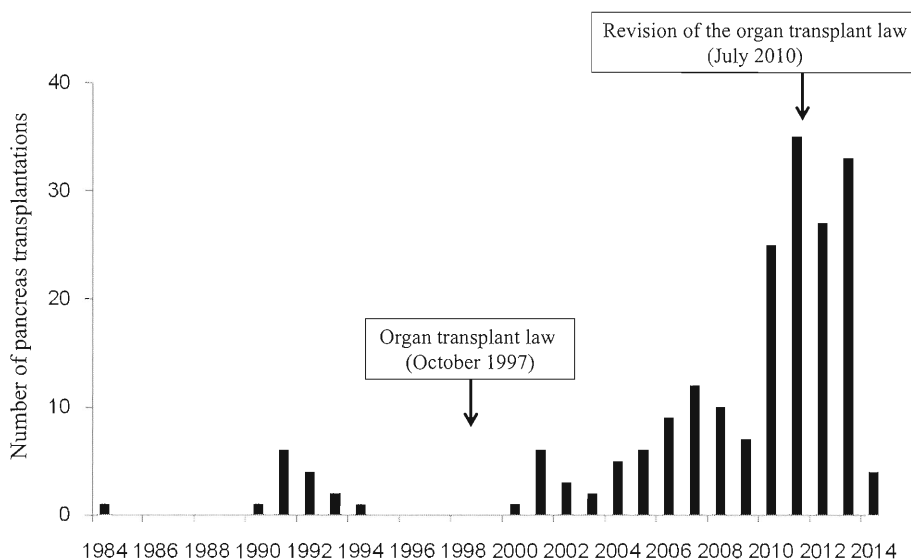 Revision of the organ transplant law
(July 2010)
40
30
20
10
0
Number of pancreas transplantations
Organ transplant law
(October 1997)
1984 1986 1988 1990 1992 1994 1996 1998 2000 2002 2004 2006 2008 2010 2012 2014